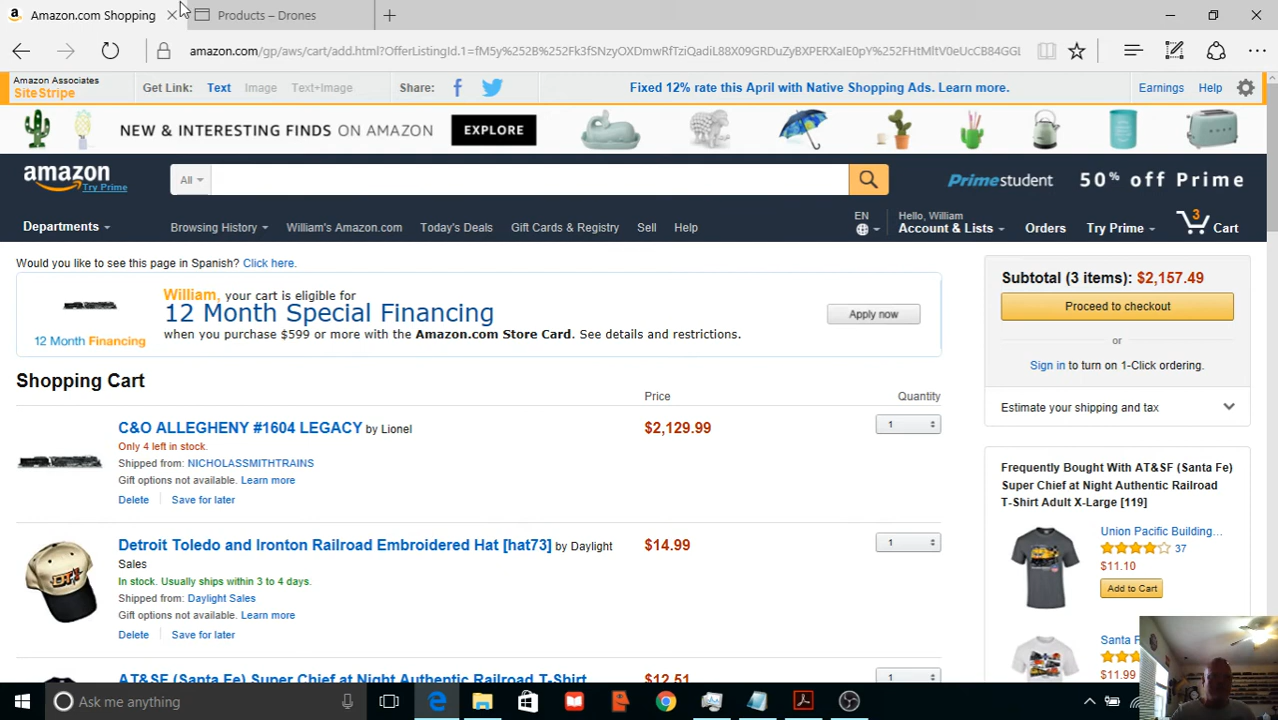 Amazon.com Shopping
Products – Drones
amazon.com/gp/aws/cart/add.html?OfferListingId.1=fM5y%252B%252Fk3fSNzyOXDmwRfTziQadiL88X09GRDuZyBXPERXaIE0pY%252FHtMltV0eUcCB84GGL
Amazon Associates
SiteStripe
Get Link: Text Image Text+Image Share:
Fixed 12% rate this April with Native Shopping Ads. Learn more.
Earnings Help
NEW & INTERESTING FINDS ON AMAZON EXPLORE
amazon
Try Prime
All
Prime student 50% off Prime
Departments
Browsing History William's Amazon.com Today's Deals Gift Cards & Registry Sell Help
EN
Hello, William
Account & Lists Orders Try Prime 3 Cart
Would you like to see this page in Spanish? Click here.
William, your cart is eligible for
12 Month Special Financing
when you purchase $599 or more with the Amazon.com Store Card. See details and restrictions.
12 Month Financing
Apply now
Subtotal (3 items): $2,157.49
Proceed to checkout
or
Sign in to turn on 1-Click ordering.
Estimate your shipping and tax
Shopping Cart
Price Quantity
C&O ALLEGHENY #1604 LEGACY by Lionel
$2,129.99 1
Only 4 left in stock.
Shipped from: NICHOLASSMITHTRAINS
Gift options not available. Learn more
Delete Save for later
Detroit Toledo and Ironton Railroad Embroidered Hat [hat73] by Daylight
Sales
$14.99 1
In stock. Usually ships within 3 to 4 days.
Shipped from: Daylight Sales
Gift options not available. Learn more
Delete Save for later
AT&SF (Santa Fe) Super Chief at Night Authentic Railroad T-Shirt
$12.51 1
Frequently Bought With AT&SF (Santa Fe)
Super Chief at Night Authentic Railroad
T-Shirt Adult X-Large [119]
Union Pacific Building...
37
$11.10
Add to Cart
Santa F
$11.99
Ask me anything